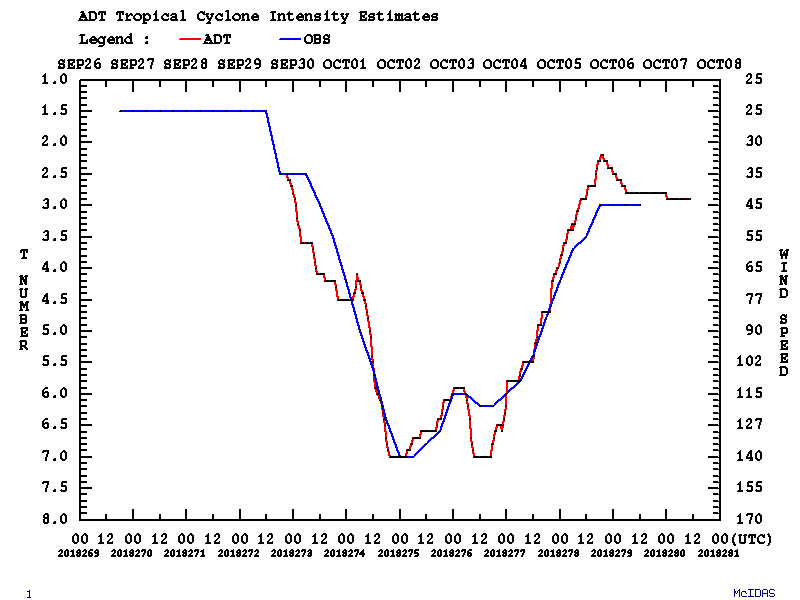 ADT Tropical Cyclone Intensity Estimates
Legend : ADT OBS
SEP26 SEP27 SEP28 SEP29 SEP30 OCT01 OCT02 OCT03 OCT04 OCT05 OCT06 OCT07 OCT08
1.0 25
1.5 25
2.0 30
2.5 35
3.0 45
3.5 55
4.0 65
4.5 77
5.0 90
5.5 102
6.0 115
6.5 127
7.0 140
7.5 155
8.0 170
T NUMBER
WIND SPEED
00 12 00 12 00 12 00 12 00 12 00 12 00 12 00 12 00 12 00 12 00 12 00 12 00 (UTC)
2018269 2018270 2018271 2018272 2018273 2018274 2018275 2018276 2018277 2018278 2018279 2018280 2018281
1 McIDAS